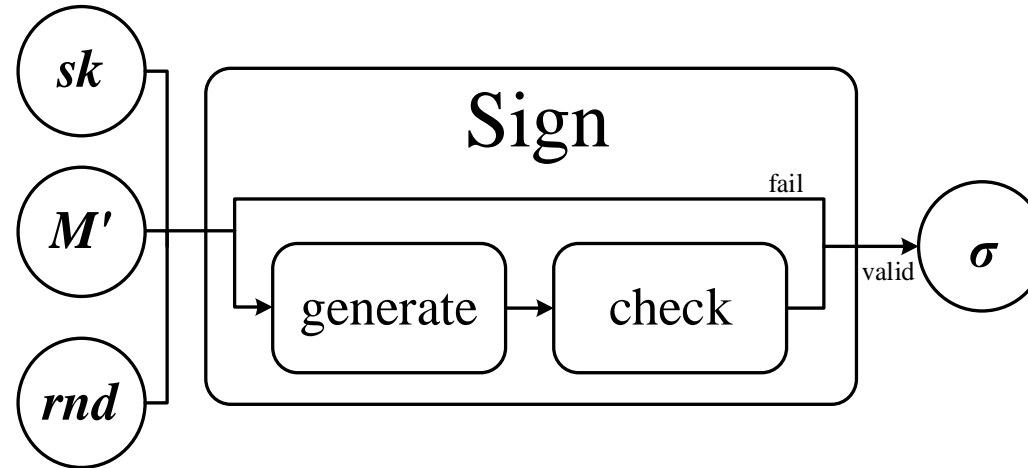 sk
M'
rnd
Sign
fail
generate
check
valid
σ